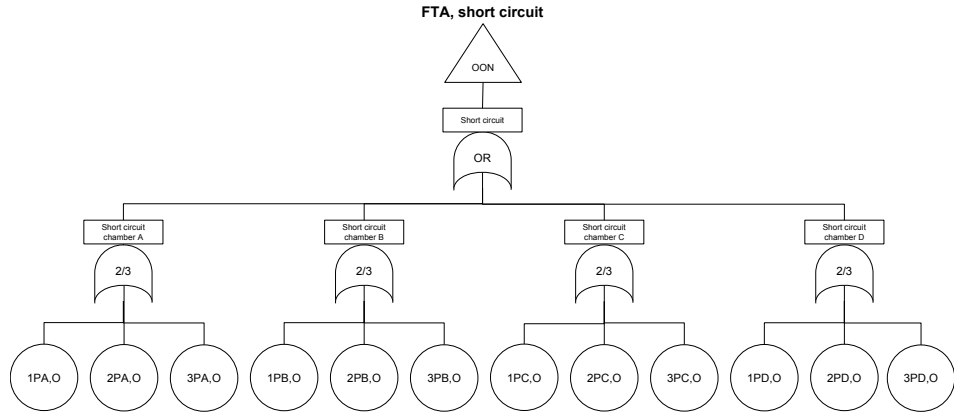 FTA, short circuit
OON
Short circuit
OR
Short circuit
chamber A
Short circuit
chamber B
Short circuit
chamber C
Short circuit
chamber D
2/3
2/3
2/3
2/3
1PA,O
2PA,O
3PA,O
1PB,O
2PB,O
3PB,O
1PC,O
2PC,O
3PC,O
1PD,O
2PD,O
3PD,O